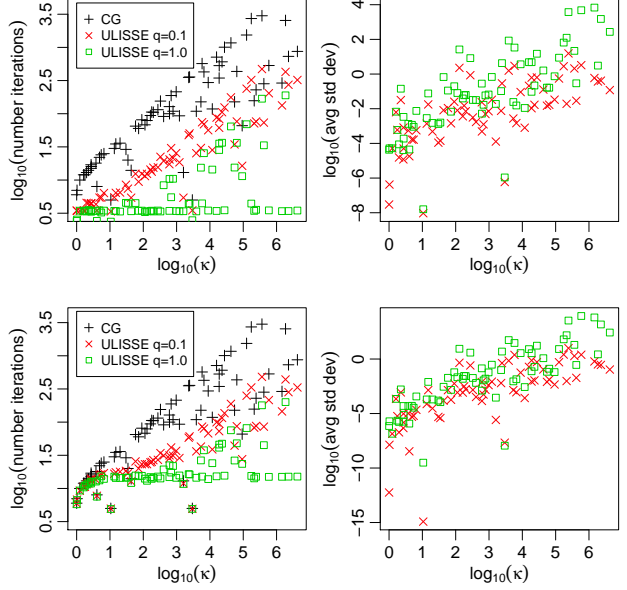 log10(number iterations)
3.5
2.5
1.5
0.5
CG
ULISSE q=0.1
ULISSE q=1.0
0 1 2 3 4 5 6
log10(κ)
log10(avg std dev)
4
2
0
-2
-4
-6
-8
0 1 2 3 4 5 6
log10(κ)
log10(number iterations)
3.5
2.5
1.5
0.5
CG
ULISSE q=0.1
ULISSE q=1.0
0 1 2 3 4 5 6
log10(κ)
log10(avg std dev)
0
-5
-10
-15
0 1 2 3 4 5 6
log10(κ)